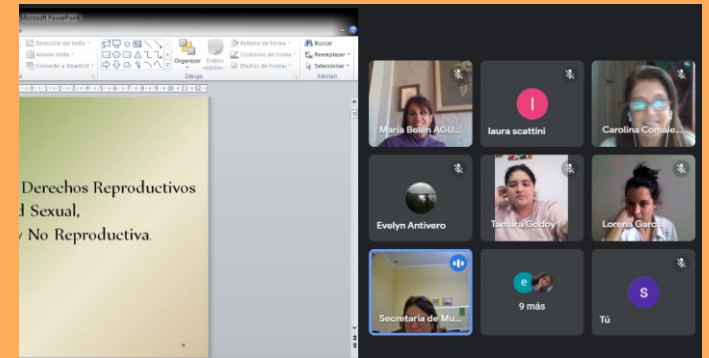 Microsoft PowerPoint
Dirección del texto
Alinear texto
Convertir a SmartArt
Organizar
Estilos
rápidos
Relleno de forma
Contorno de forma
Efectos de formas
Dibujo
Buscar
Reemplazar
Seleccionar
Edición
Derechos Reproductivos
d Sexual,
y No Reproductiva.
María Belén AGU...
l
laura scattini
Carolina Comale...
Evelyn Antivero
Tamara Godoy
Lorena Garc...
Secretaría de Mu...
e
9 más
S
Tú